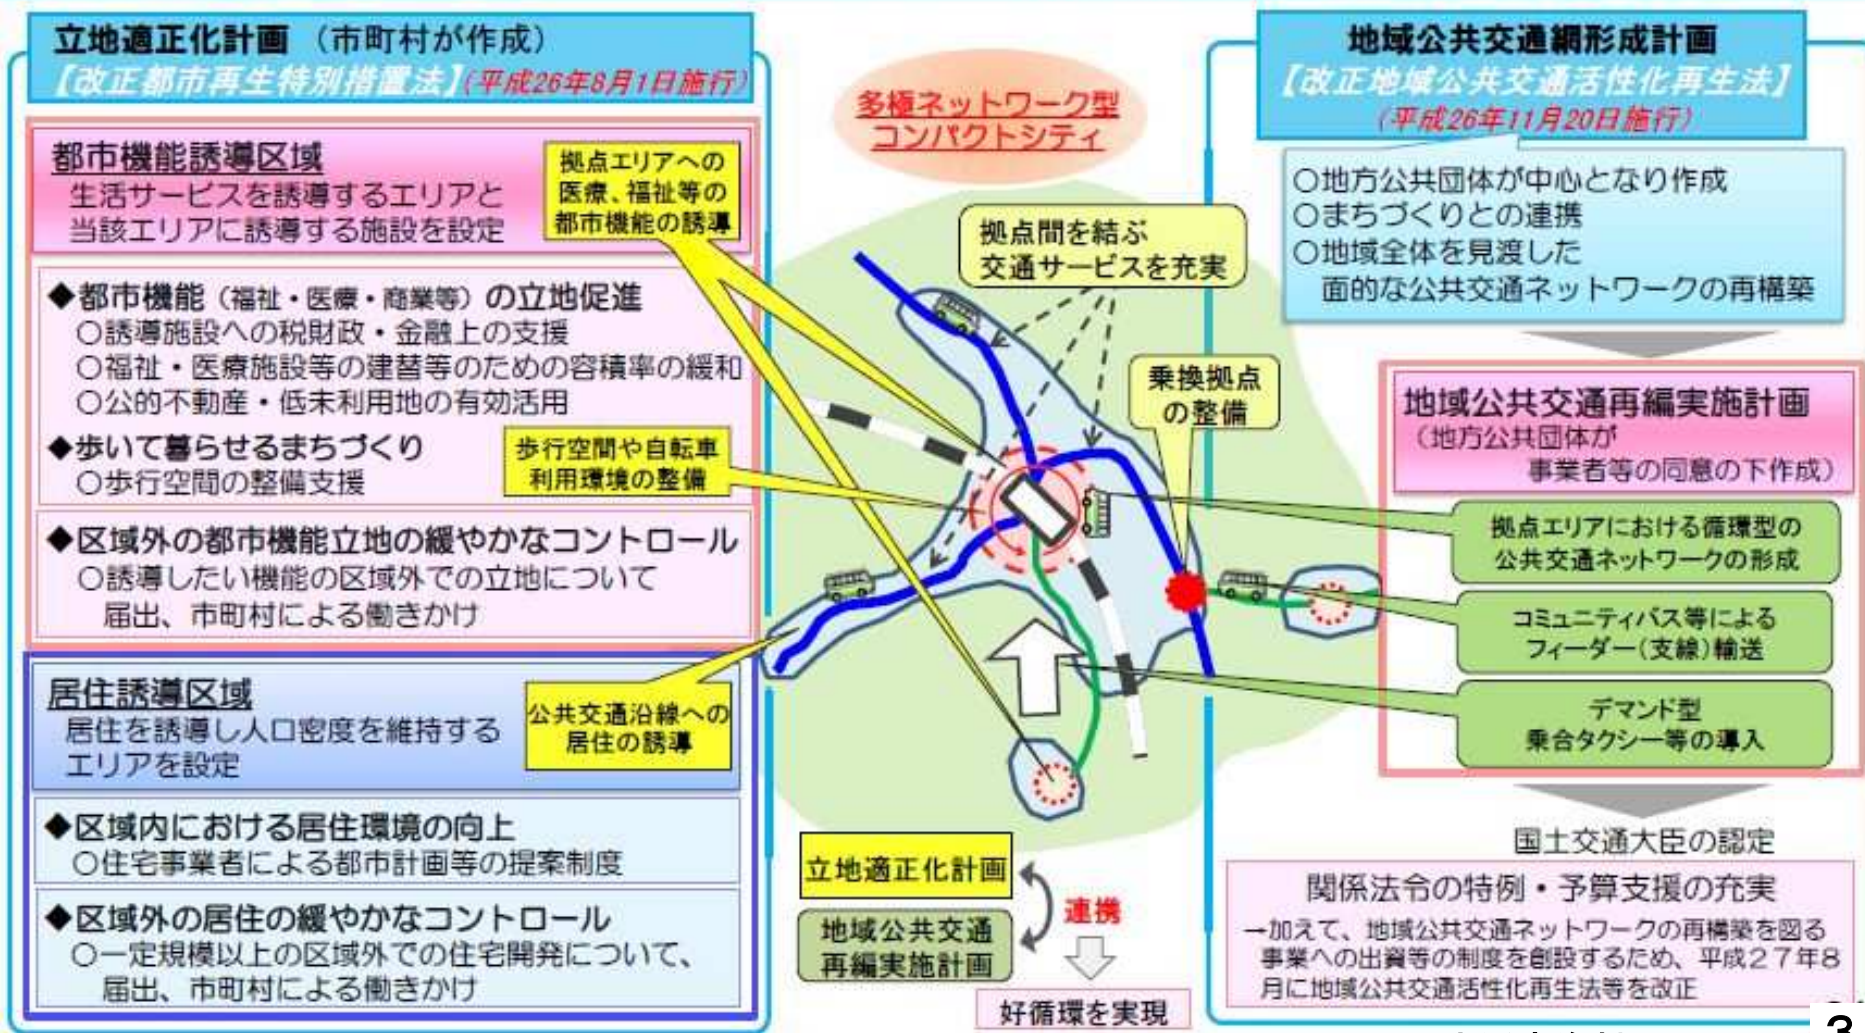 立地適正化計画 （市町村が作成）
【改正都市再生特別措置法】(平成26年8月1日施行)
都市機能誘導区域
生活サービスを誘導するエリアと
当該エリアに誘導する施設を設定
拠点エリアへの
医療、福祉等の
都市機能の誘導
◆都市機能（福祉・医療・商業等）の立地促進
○誘導施設への税財政・金融上の支援
○福祉・医療施設等の建替等のための容積率の緩和
○公的不動産・低未利用地の有効活用
◆歩いて暮らせるまちづくり
○歩行空間の整備支援
歩行空間や自転車
利用環境の整備
◆区域外の都市機能立地の緩やかなコントロール
○誘導したい機能の区域外での立地について
届出、市町村による働きかけ
居住誘導区域
居住を誘導し人口密度を維持する
エリアを設定
公共交通沿線への
居住の誘導
◆区域内における居住環境の向上
○住宅事業者による都市計画等の提案制度
◆区域外の居住の緩やかなコントロール
○一定規模以上の区域外での住宅開発について、
届出、市町村による働きかけ
多極ネットワーク型
コンパクトシティ
拠点間を結ぶ
交通サービスを充実
乗換拠点
の整備
立地適正化計画
連携
地域公共交通
再編実施計画
好循環を実現
地域公共交通網形成計画
【改正地域公共交通活性化再生法】
（平成26年11月20日施行）
○地方公共団体が中心となり作成
○まちづくりとの連携
○地域全体を見渡した
面的な公共交通ネットワークの再構築
地域公共交通再編実施計画
（地方公共団体が
事業者等の同意の下作成）
拠点エリアにおける循環型の
公共交通ネットワークの形成
コミュニティバス等による
フィーダー（支線）輸送
デマンド型
乗合タクシー等の導入
国土交通大臣の認定
関係法令の特例・予算支援の充実
→加えて、地域公共交通ネットワークの再構築を図る
事業への出資等の制度を創設するため、平成２７年８
月に地域公共交通活性化再生法等を改正